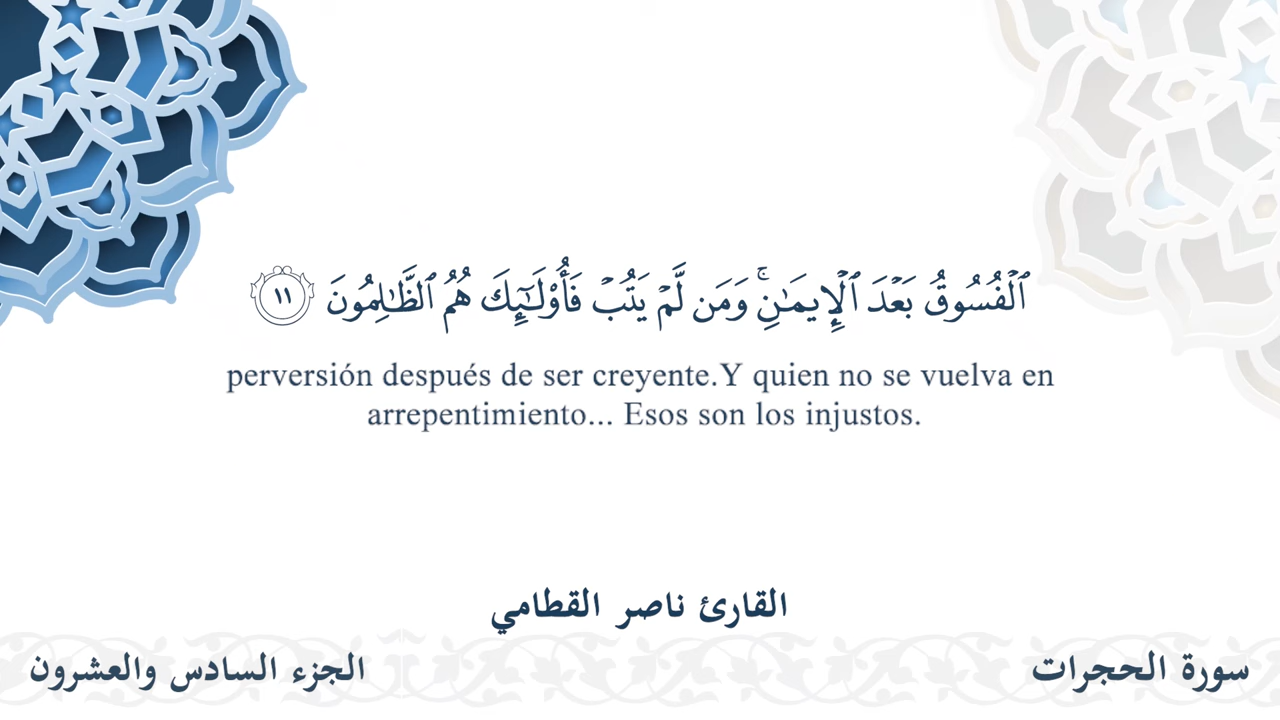 ٱلۡفُسُوقُ بَعۡدَ ٱلۡإِيمَٰنِۚ وَمَن لَّمۡ يَتُبۡ فَأُوْلَٰٓئِكَ هُمُ ٱلظَّٰلِمُونَ ١١
perversión después de ser creyente.Y quien no se vuelva en
arrepentimiento... Esos son los injustos.
القارئ ناصر القطامي
سورة الحجرات
الجزء السادس والعشرون